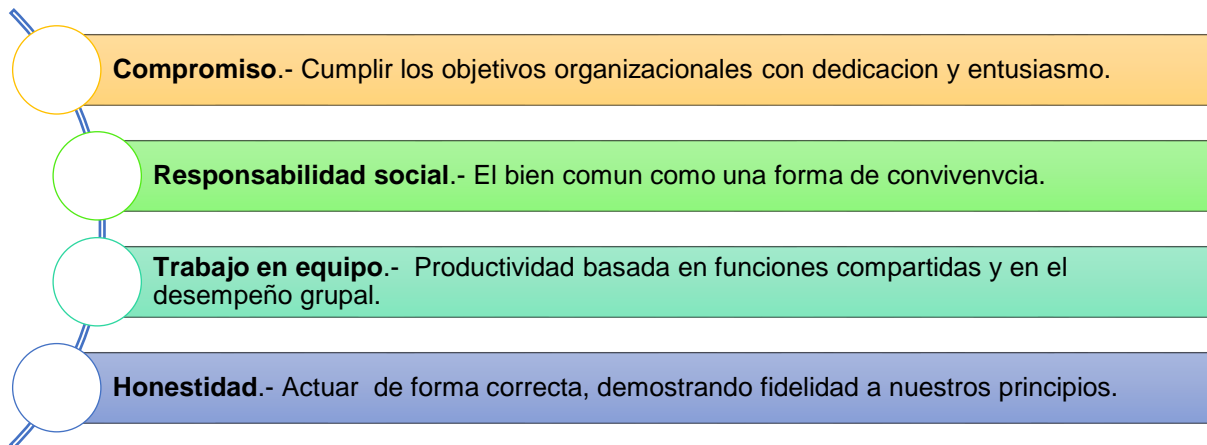 Compromiso.- Cumplir los objetivos organizacionales con dedicacion y entusiasmo.
Responsabilidad social.- El bien comun como una forma de convivenvcia.
Trabajo en equipo.-  Productividad basada en funciones compartidas y en el
desempeño grupal.
Honestidad.- Actuar  de forma correcta, demostrando fidelidad a nuestros principios.